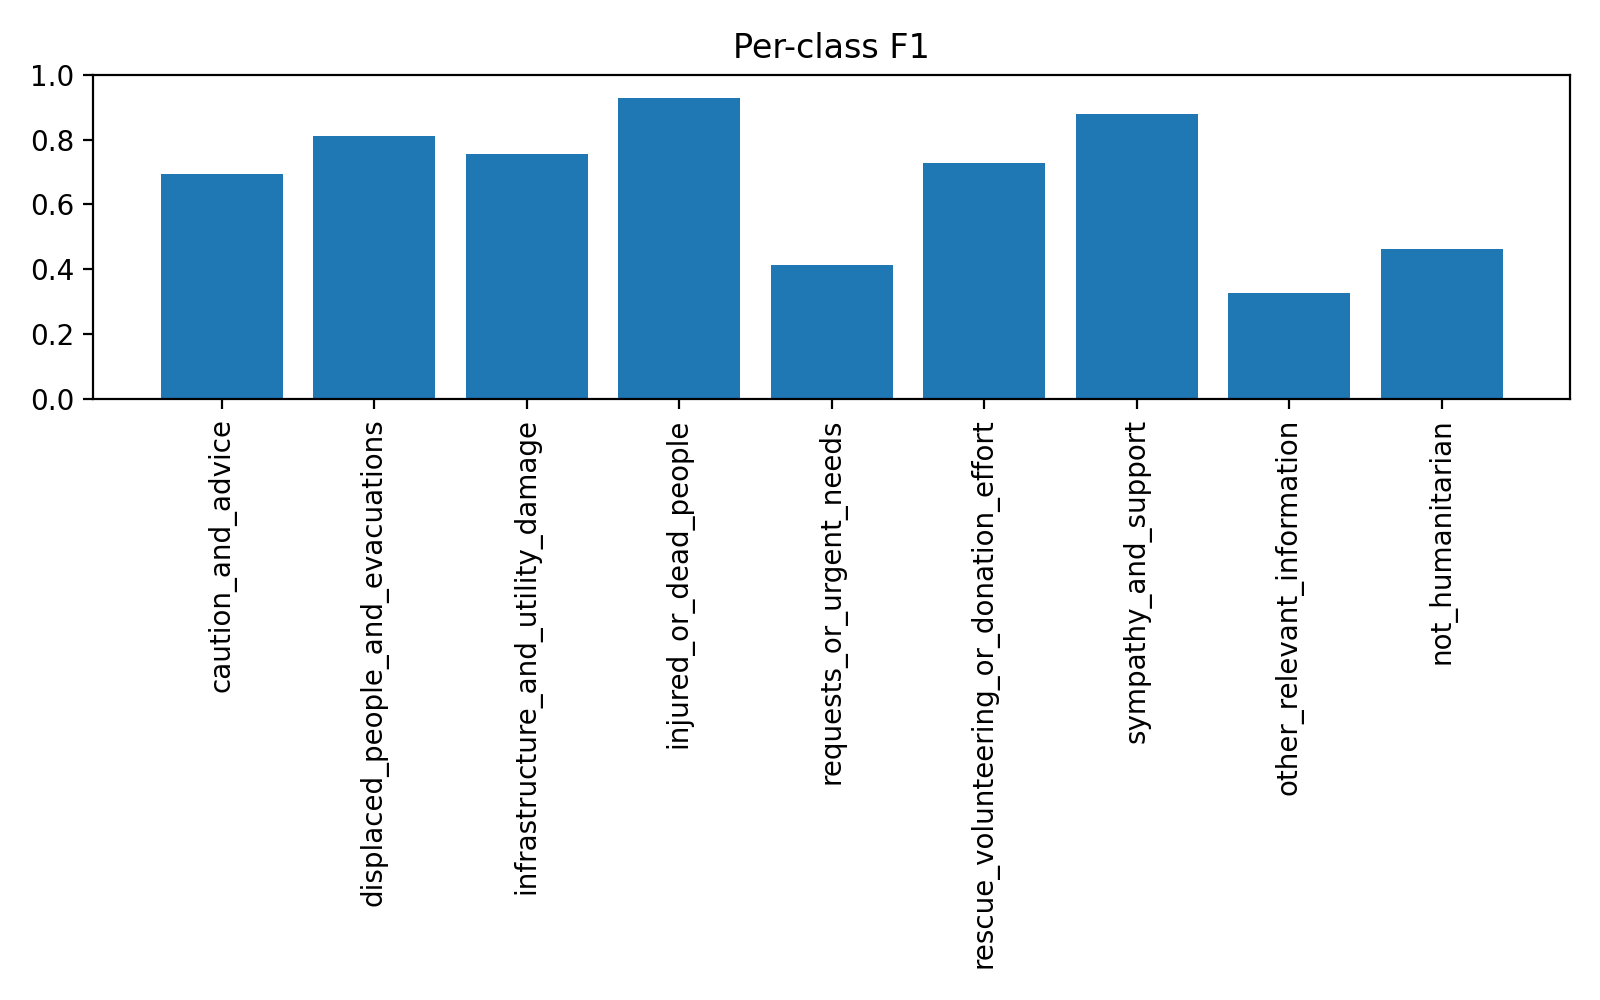 Per-class F1
1.0
0.8
0.6
0.4
0.2
0.0
caution_and_advice
displaced_people_and_evacuations
infrastructure_and_utility_damage
injured_or_dead_people
requests_or_urgent_needs
rescue_volunteering_or_donation_effort
sympathy_and_support
other_relevant_information
not_humanitarian